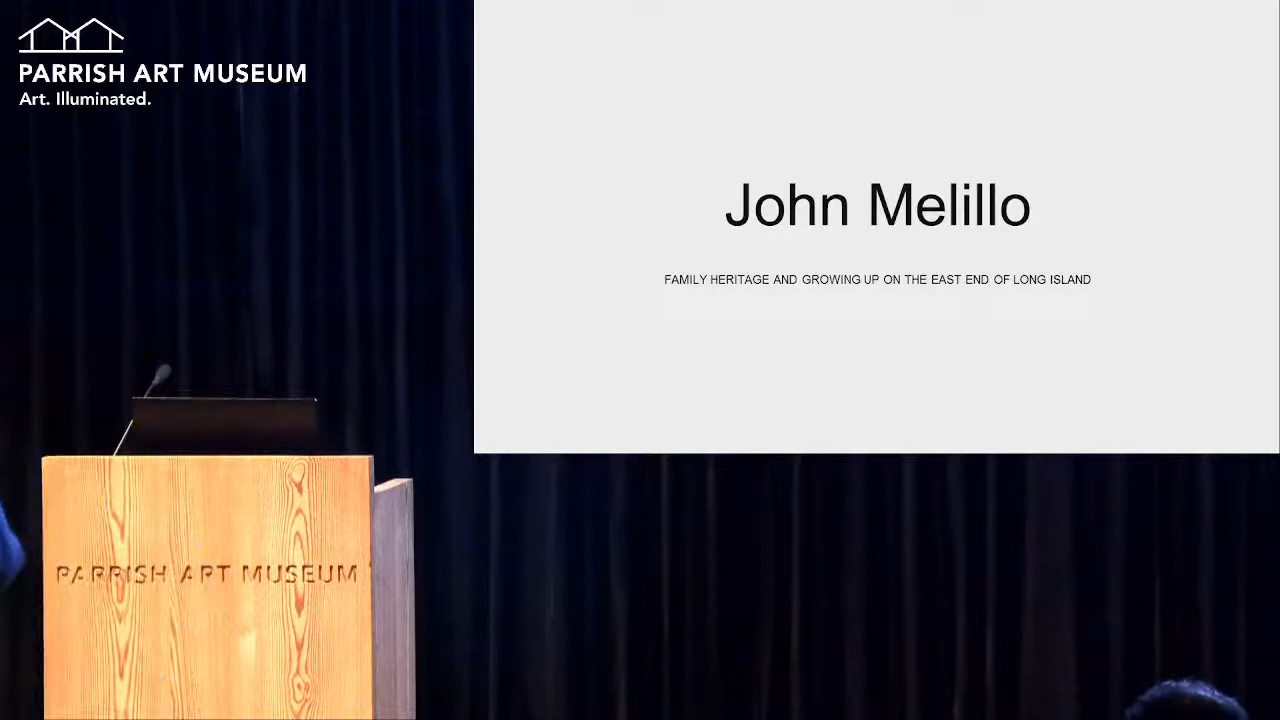 PARRISH ART MUSEUM
Art. Illuminated.
John Melillo
FAMILY HERITAGE AND GROWING UP ON THE EAST END OF LONG ISLAND
PARRISH ART MUSEUM